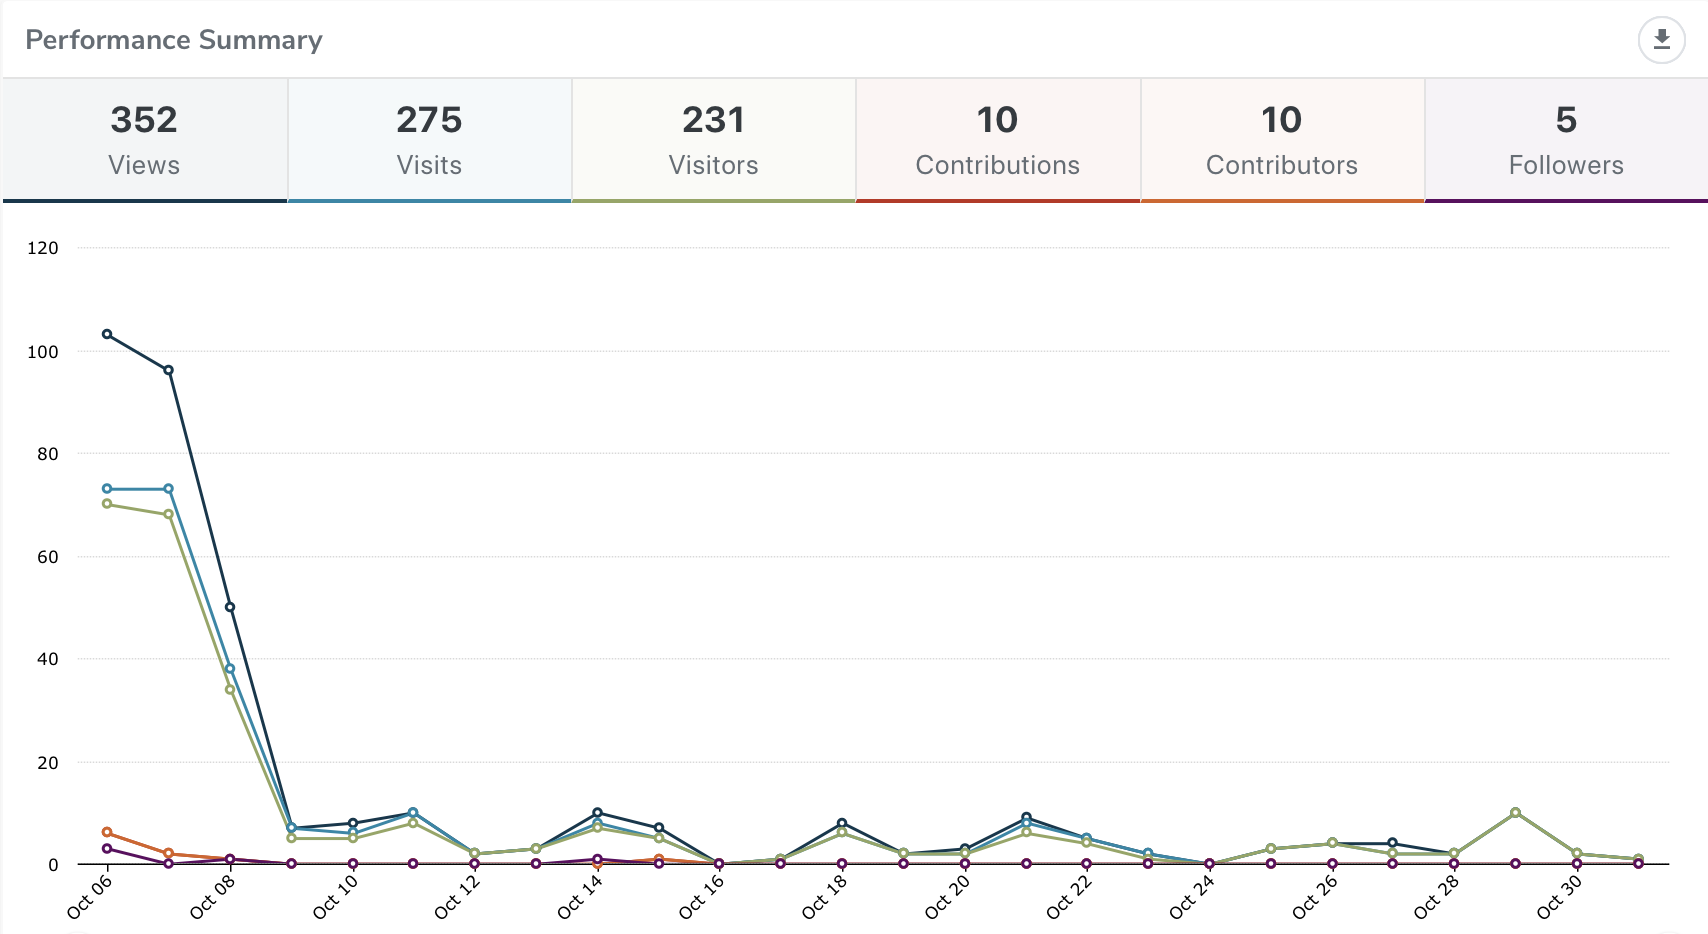 Performance Summary
352 275 231 10 10 5
Views Visits Visitors Contributions Contributors Followers
120
100
80
60
40
20
0
Oct 06 Oct 08 Oct 10 Oct 12 Oct 14 Oct 16 Oct 18 Oct 20 Oct 22 Oct 24 Oct 26 Oct 28 Oct 30